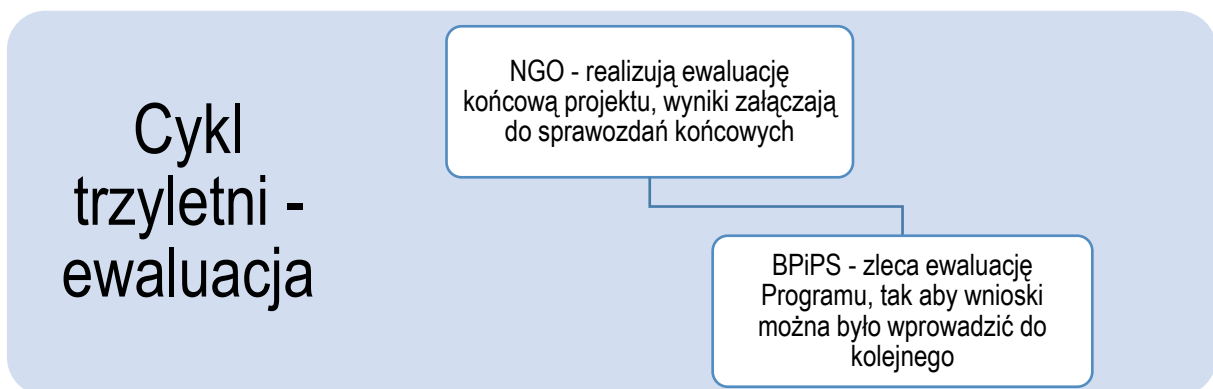 Cykl
trzyletni -
ewaluacja
NGO - realizują ewaluację
końcową projektu, wyniki załączają
do sprawozdań końcowych
BPiPS - zleca ewaluację
Programu, tak aby wnioski
można było wprowadzić do
kolejnego